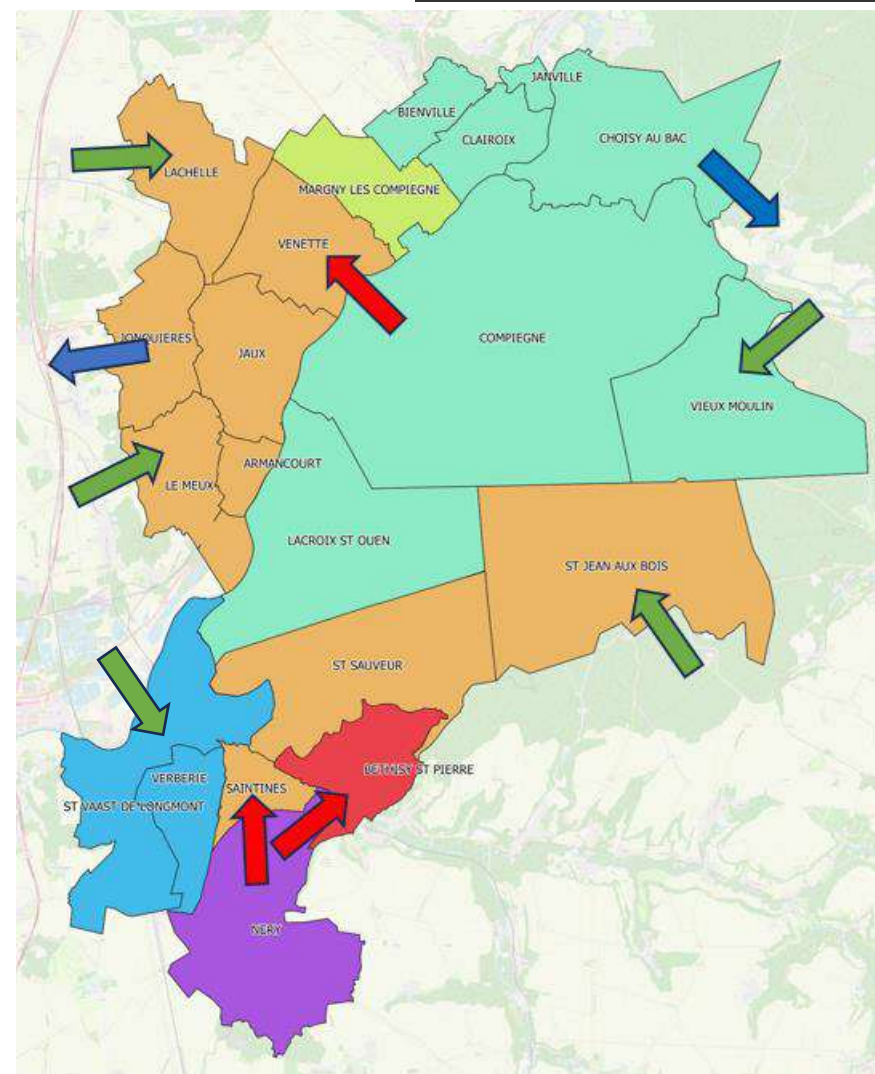 JANVILLE
BIENVILLE
CLAIROIX
CHOISY AU BAC
LACHELLE
MARGNY LES COMPIEGNE
VENETTE
JONQUIERES
JAUX
COMPIEGNE
VIEUX MOULIN
ARMANCOURT
LE MEUX
LACROIX ST OUEN
ST JEAN AUX BOIS
ST SAUVEUR
BETHISY ST PIERRE
VERBERIE
SAINTINES
ST VAAST DE LONGMONT
NERY